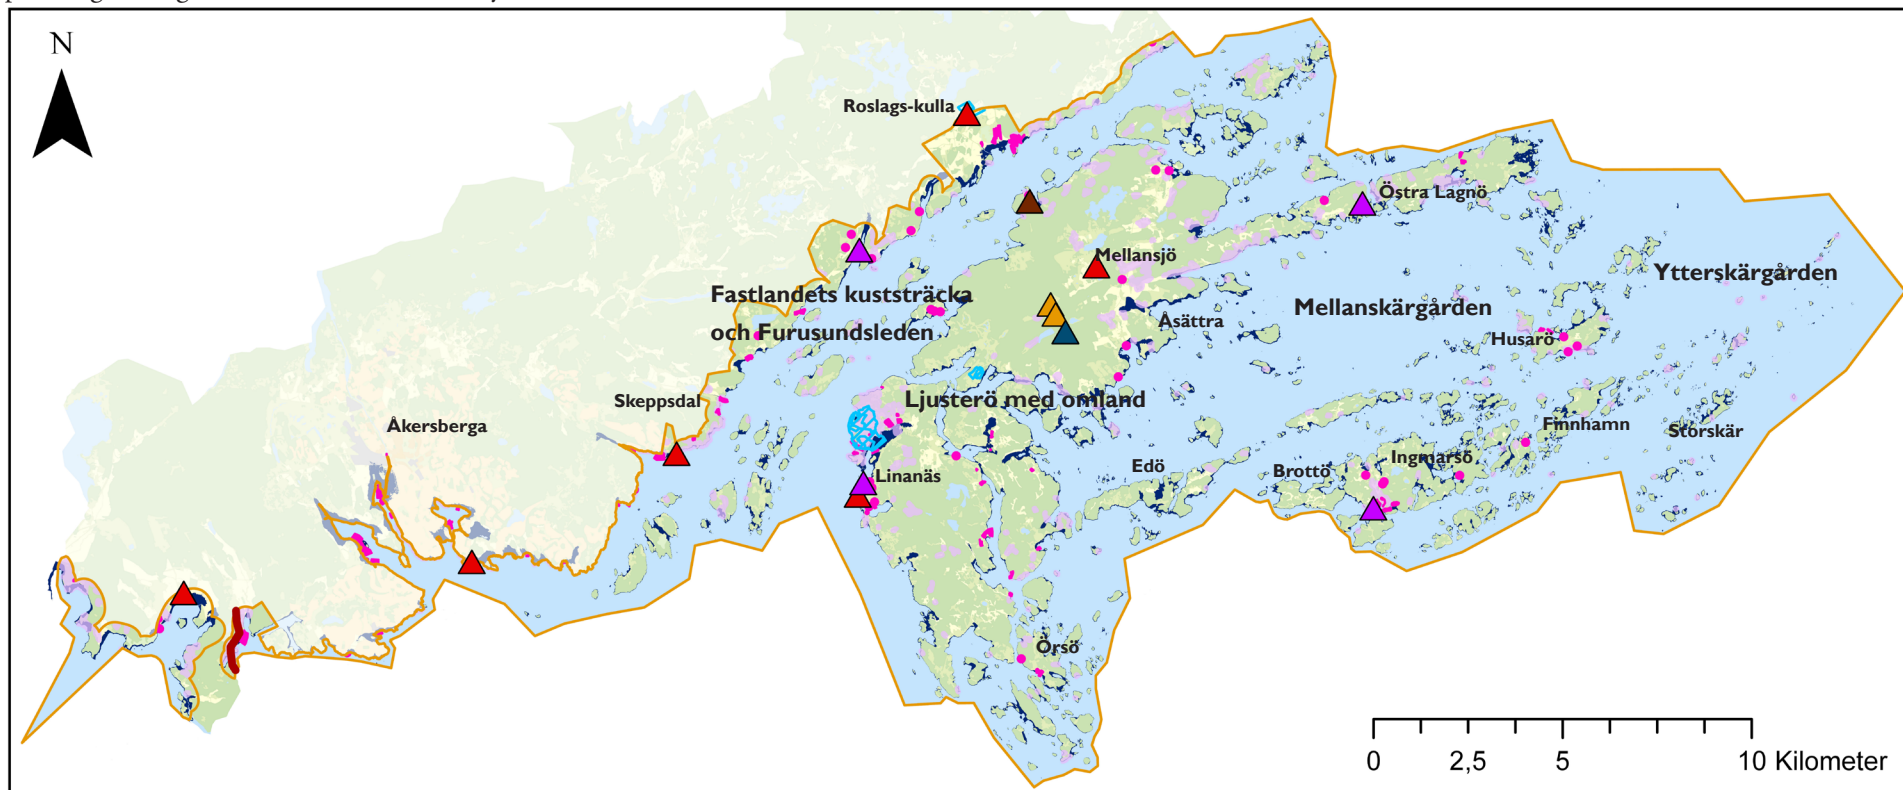 N
Roslags-kulla
Östra Lagnö
Mellansjö
Ytterskärgården
Fastlandets kuststräcka
och Furusundsleden
Mellanskärgården
Åsättra
Husarö
Skeppsdal
Ljusterö med omland
Åkersberga
Finnhamn
Storskär
Ingmarsö
Edö
Brottö
Linanäs
Örsö
0 2,5 5 10 Kilometer